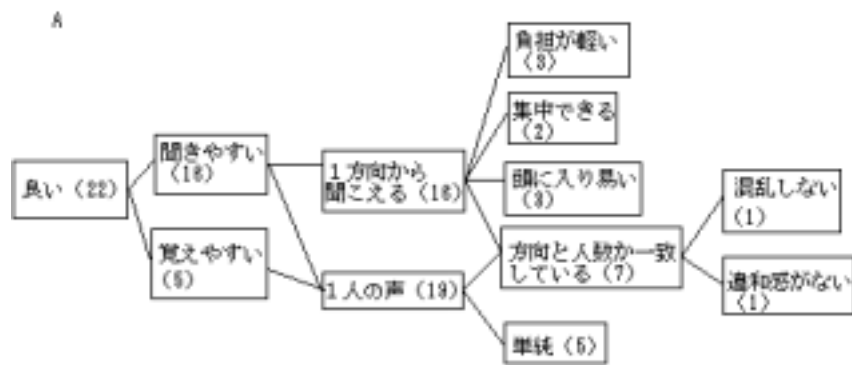 A
負担が軽い
（3）
集中できる
（2）
聞きやすい
（18）
1方向から
聞こえる（16）
頭に入り易い
（3）
混乱しない
（1）
良い（22）
覚えやすい
（5）
方向と人数が一致
している（7）
1人の声（19）
違和感がない
（1）
単純（5）